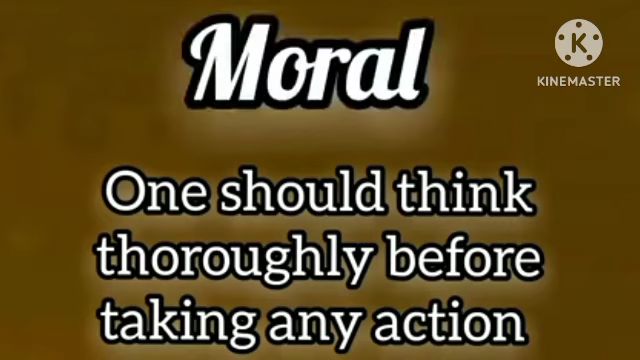 Moral
KINEMASTER
One should think
thoroughly before
taking any action